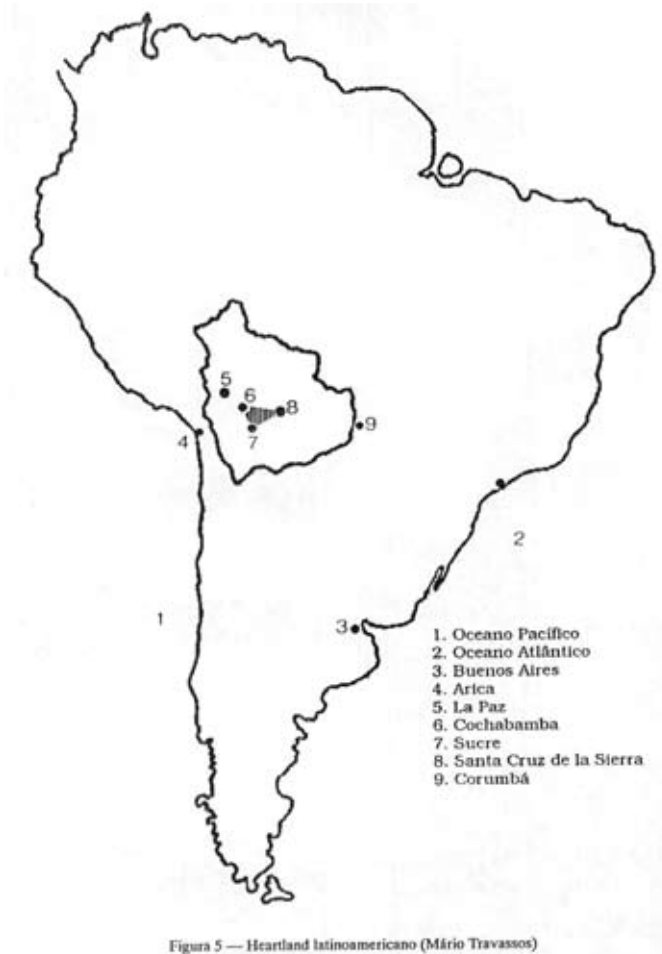 5
6
8
7
9
4
2
1
3
1. Oceano Pacífico
2. Oceano Atlântico
3. Buenos Aires
4. Arica
5. La Paz
6. Cochabamba
7. Sucre
8. Santa Cruz de la Sierra
9. Corumbá
Figura 5 — Heartland latinoamericano (Mário Travassos)